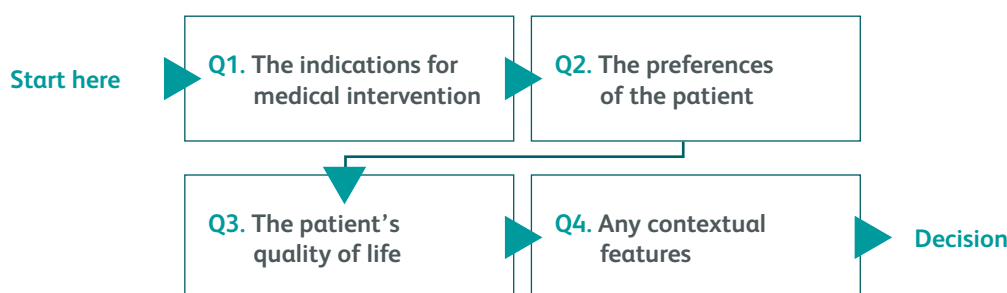 Start here
Q1. The indications for
medical intervention
Q2. The preferences
of the patient
Q3. The patient's
quality of life
Q4. Any contextual
features
Decision